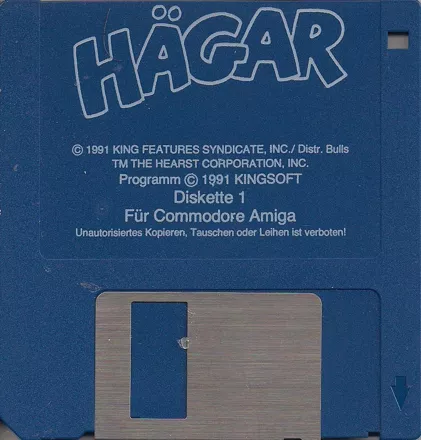 HÄGAR
© 1991 KING FEATURES SYNDICATE, INC./ Distr. Bulls
TM THE HEARST CORPORATION, INC.
Programm © 1991 KINGSOFT
Diskette 1
Für Commodore Amiga
Unautorisiertes Kopieren, Tauschen oder Leihen ist verboten!